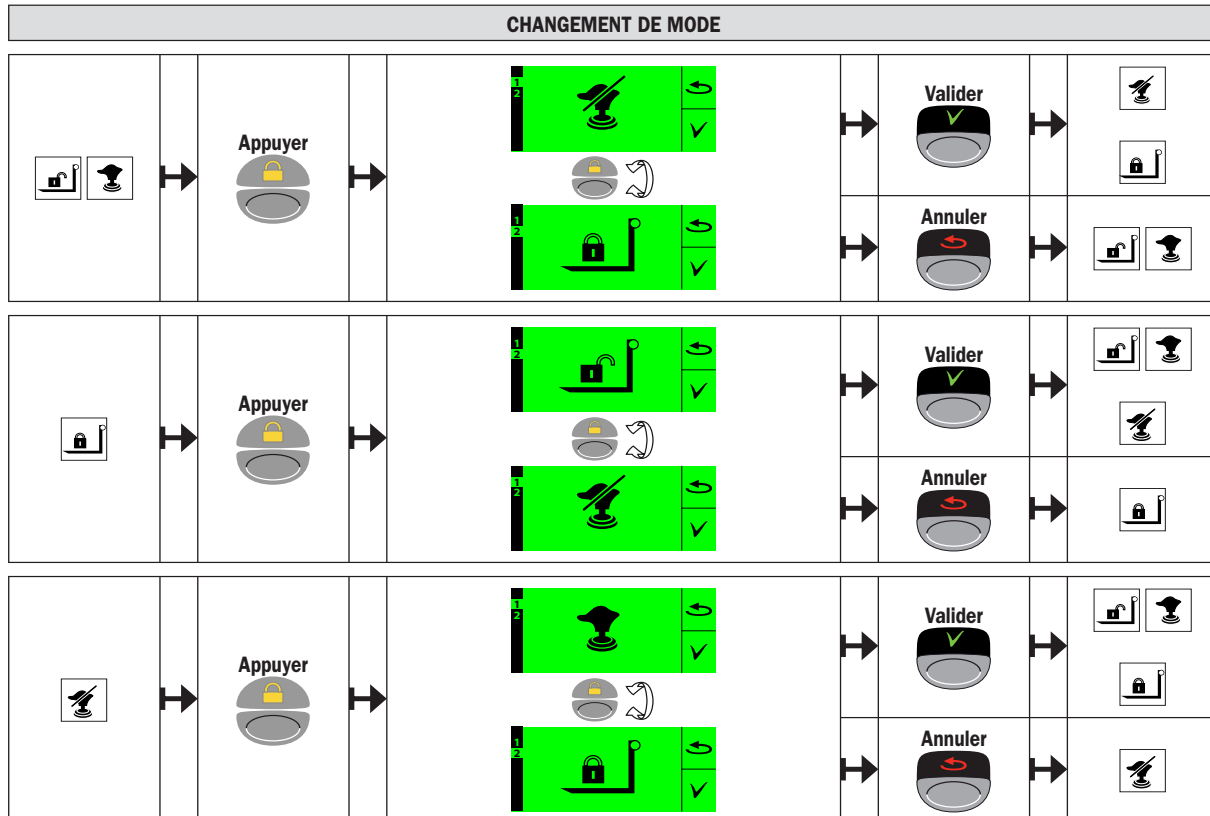 CHANGEMENT DE MODE
Appuyer
1
2
1
2
Valider
Annuler
Appuyer
1
2
1
2
Valider
Annuler
Appuyer
1
2
1
2
Valider
Annuler